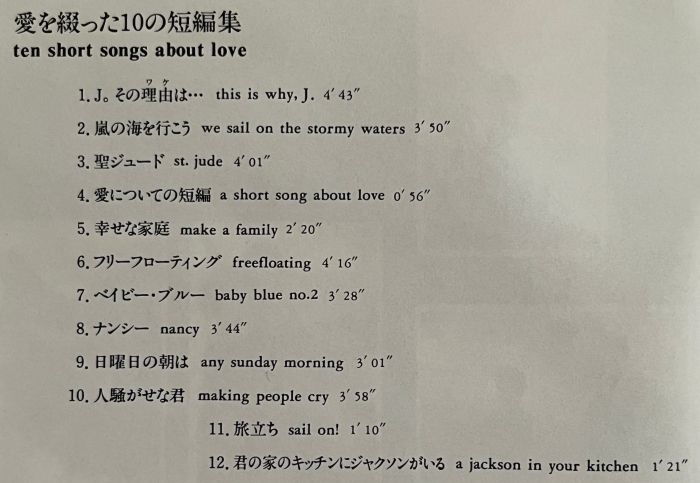 愛を綴った10の短編集
ten short songs about love
1. J。その理由は… this is why, J. 4′43″
ワケ
2. 嵐の海を行こう we sail on the stormy waters 3′50″
3. 聖ジュード st. jude 4′01″
4. 愛についての短編 a short song about love 0′56″
5. 幸せな家庭 make a family 2′20″
6. フリーフローティング freefloating 4′16″
7. ベイビー・ブルー baby blue no.2 3′28″
8. ナンシー nancy 3′44″
9. 日曜日の朝は any sunday morning 3′01″
10. 人騒がせな君 making people cry 3′58″
11. 旅立ち sail on! 1′10″
12. 君の家のキッチンにジャクソンがいる a jackson in your kitchen 1′21″